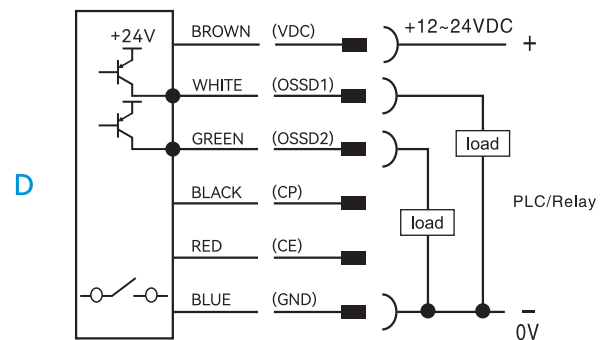 +24V
BROWN (VDC) +12~24VDC +
WHITE (OSSD1)
load
GREEN (OSSD2)
D
BLACK (CP) PLC/Relay
load
RED (CE)
BLUE (GND) −
0V